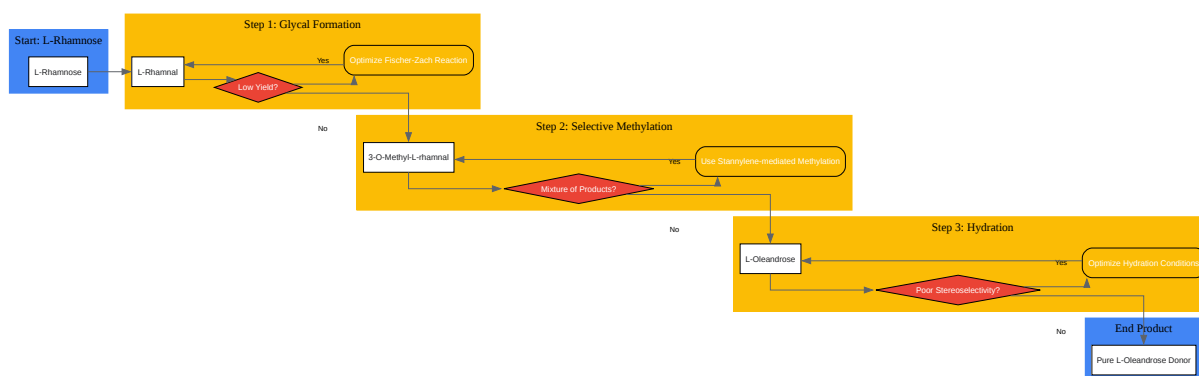 Start: L-Rhamnose
L-Rhamnose
Step 1: Glycal Formation
L-Rhamnal
Low Yield?
Yes
Optimize Fischer-Zach Reaction
No
Step 2: Selective Methylation
3-O-Methyl-L-rhamnal
Mixture of Products?
Yes
Use Stannylene-mediated Methylation
No
Step 3: Hydration
L-Oleandrose
Poor Stereoselectivity?
Yes
Optimize Hydration Conditions
No
End Product
Pure L-Oleandrose Donor